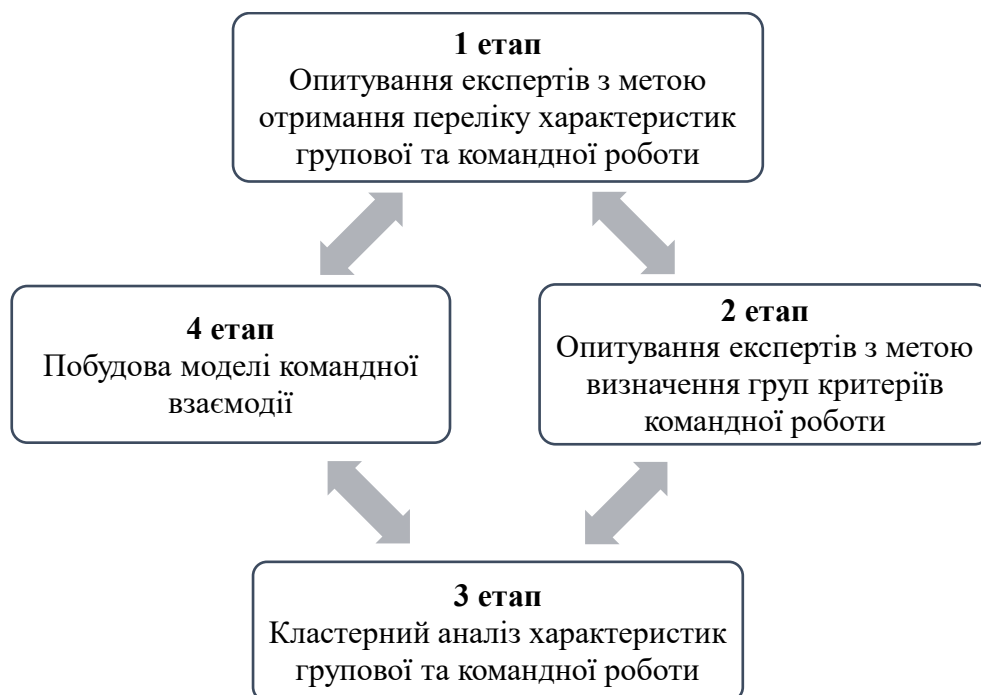 1 етап
Опитування експертів з метою
отримання переліку характеристик
групової та командної роботи
2 етап
Опитування експертів з метою
визначення груп критеріїв
командної роботи
3 етап
Кластерний аналіз характеристик
групової та командної роботи
4 етап
Побудова моделі командної
взаємодії